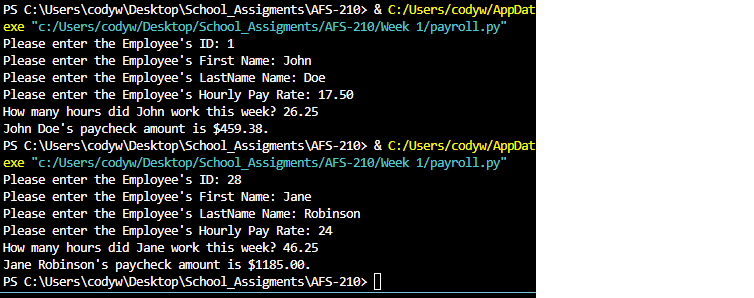 PS C:\Users\codyw\Desktop\School_Assigments\AFS-210> & C:/Users/codyw/AppDat
exe "c:/Users/codyw/Desktop/School_Assigments/AFS-210/Week 1/payroll.py"
Please enter the Employee's ID: 1
Please enter the Employee's First Name: John
Please enter the Employee's LastName Name: Doe
Please enter the Employee's Hourly Pay Rate: 17.50
How many hours did John work this week? 26.25
John Doe's paycheck amount is $459.38.
PS C:\Users\codyw\Desktop\School_Assigments\AFS-210> & C:/Users/codyw/AppDat
exe "c:/Users/codyw/Desktop/School_Assigments/AFS-210/Week 1/payroll.py"
Please enter the Employee's ID: 28
Please enter the Employee's First Name: Jane
Please enter the Employee's LastName Name: Robinson
Please enter the Employee's Hourly Pay Rate: 24
How many hours did Jane work this week? 46.25
Jane Robinson's paycheck amount is $1185.00.
PS C:\Users\codyw\Desktop\School_Assigments\AFS-210>